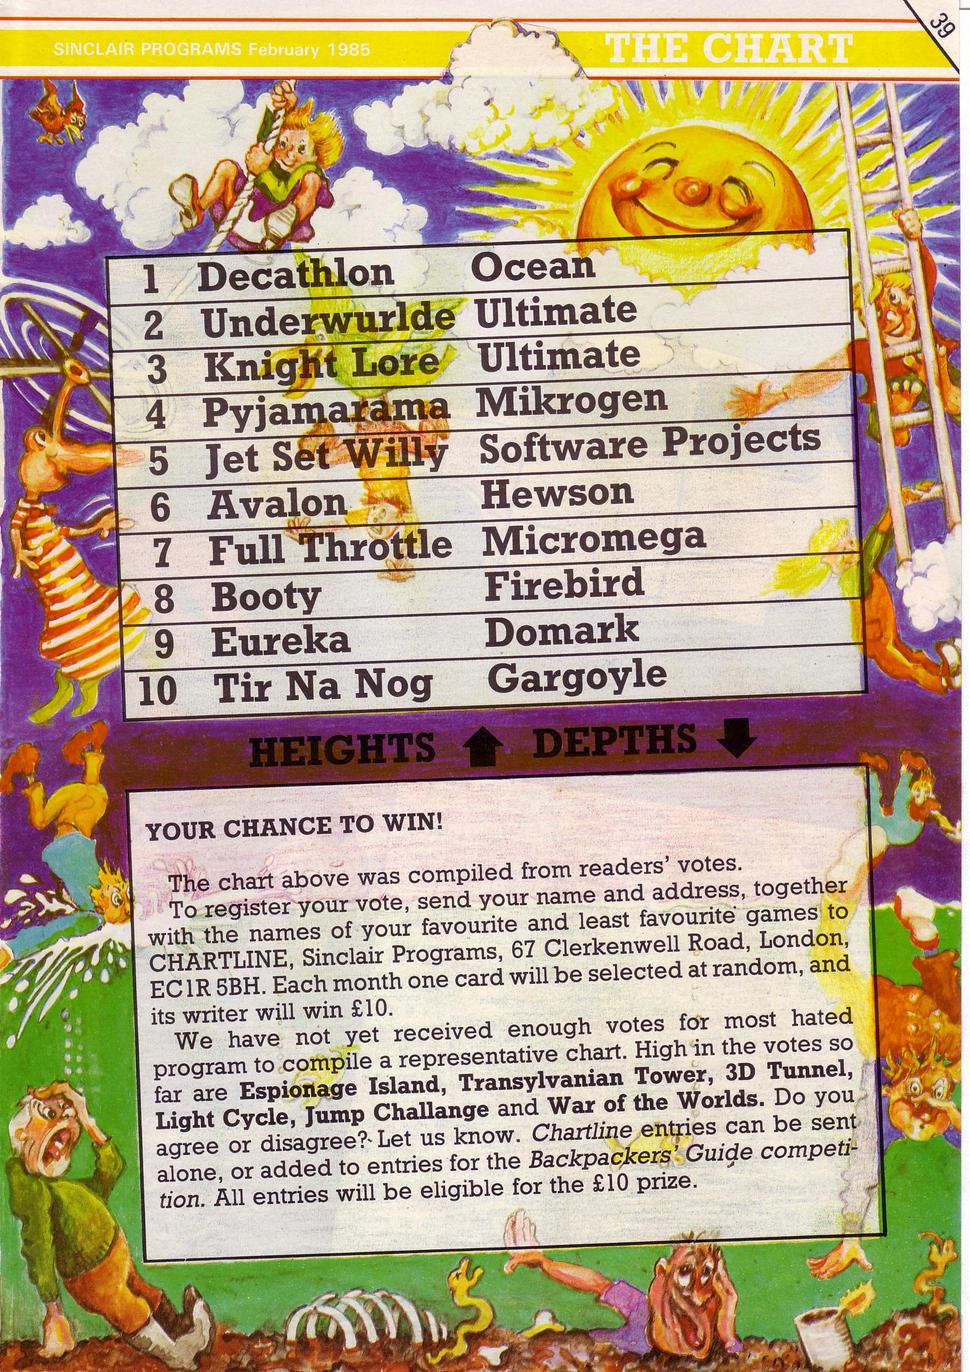 39
SINCLAIR PROGRAMS February 1985
THE CHART
1 Decathlon Ocean
2 Underwurlde Ultimate
3 Knight Lore Ultimate
4 Pyjamarama Mikrogen
5 Jet Set Willy Software Projects
6 Avalon Hewson
7 Full Throttle Micromega
8 Booty Firebird
9 Eureka Domark
10 Tir Na Nog Gargoyle
HEIGHTS DEPTHS
YOUR CHANCE TO WIN!
The chart above was compiled from readers' votes.
To register your vote, send your name and address, together
with the names of your favourite and least favourite games to
CHARTLINE, Sinclair Programs, 67 Clerkenwell Road, London,
EC1R 5BH. Each month one card will be selected at random, and
its writer will win £10.
We have not yet received enough votes for most hated
program to compile a representative chart. High in the votes so
far are Espionage Island, Transylvanian Tower, 3D Tunnel,
Light Cycle, Jump Challange and War of the Worlds. Do you
agree or disagree? Let us know. Chartline entries can be sent
alone, or added to entries for the Backpackers' Guide competi-
tion. All entries will be eligible for the £10 prize.